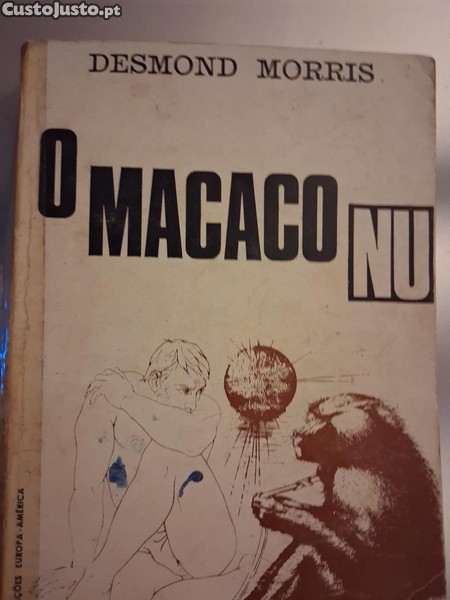 CustoJusto.pt
DESMOND MORRIS
O MACACO NU
ÇÕES EUROPA-AMÉRICA